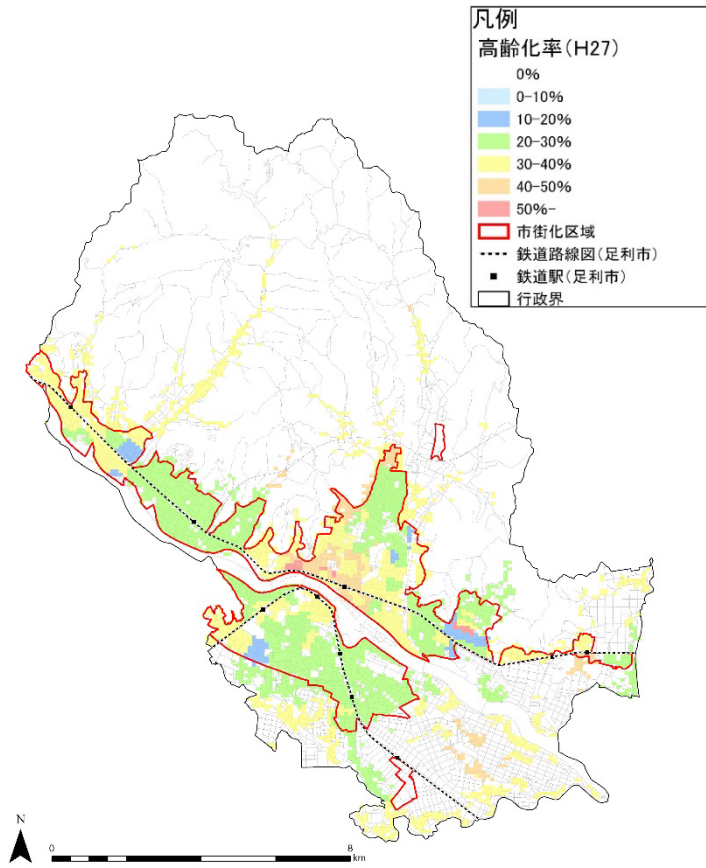 凡例
高齢化率(H27)
0%
0-10%
10-20%
20-30%
30-40%
40-50%
50%-
市街化区域
鉄道路線図(足利市)
鉄道駅(足利市)
行政界
N
0 8
km